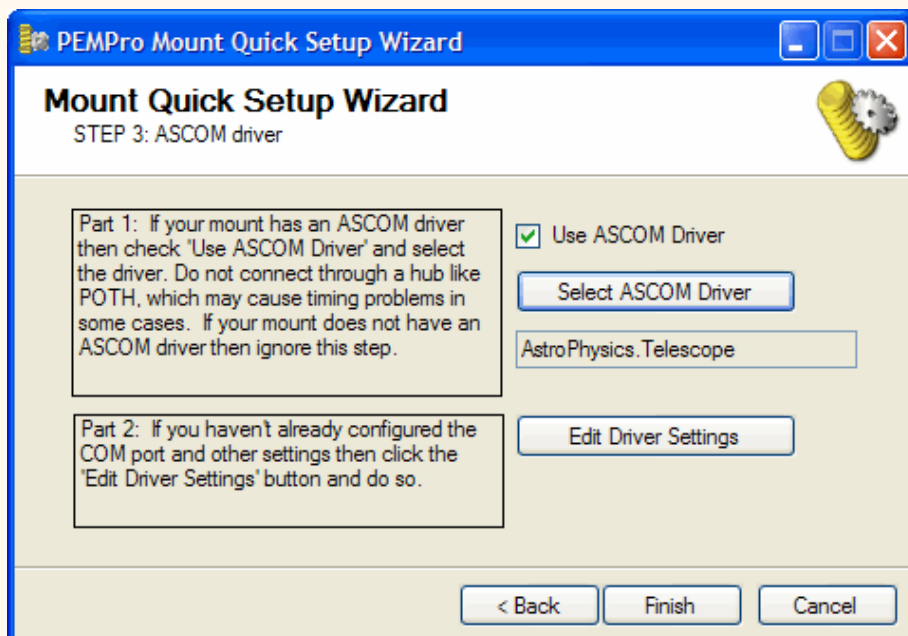 PEMPro Mount Quick Setup Wizard
Mount Quick Setup Wizard
STEP 3: ASCOM driver
Part 1: If your mount has an ASCOM driver
then check 'Use ASCOM Driver' and select
the driver. Do not connect through a hub like
POTH, which may cause timing problems in
some cases. If your mount does not have an
ASCOM driver then ignore this step.
Use ASCOM Driver
Select ASCOM Driver
AstroPhysics.Telescope
Part 2: If you haven't already configured the
COM port and other settings then click the
'Edit Driver Settings' button and do so.
Edit Driver Settings
< Back
Finish
Cancel